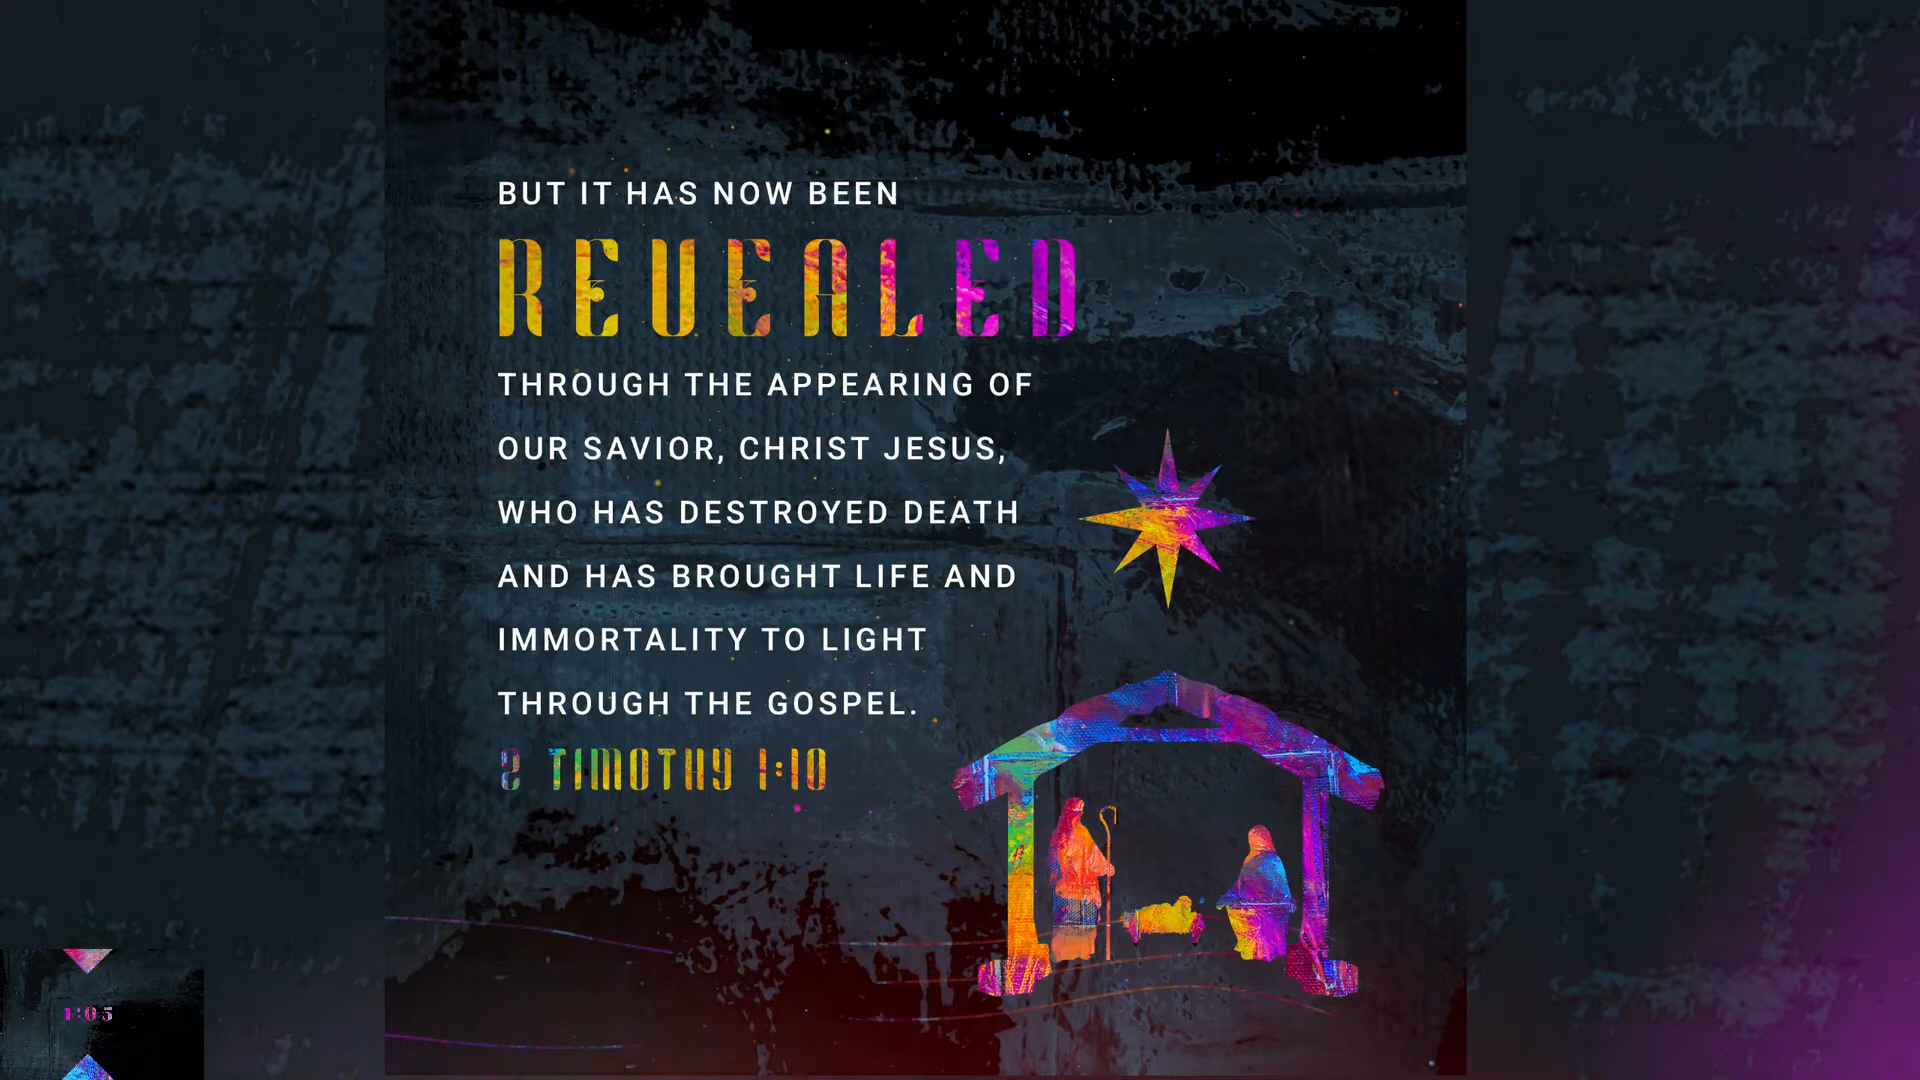 BUT IT HAS NOW BEEN
REVEALED
THROUGH THE APPEARING OF
OUR SAVIOR, CHRIST JESUS,
WHO HAS DESTROYED DEATH
AND HAS BROUGHT LIFE AND
IMMORTALITY TO LIGHT
THROUGH THE GOSPEL.
2 TIMOTHY 1:10
1:05